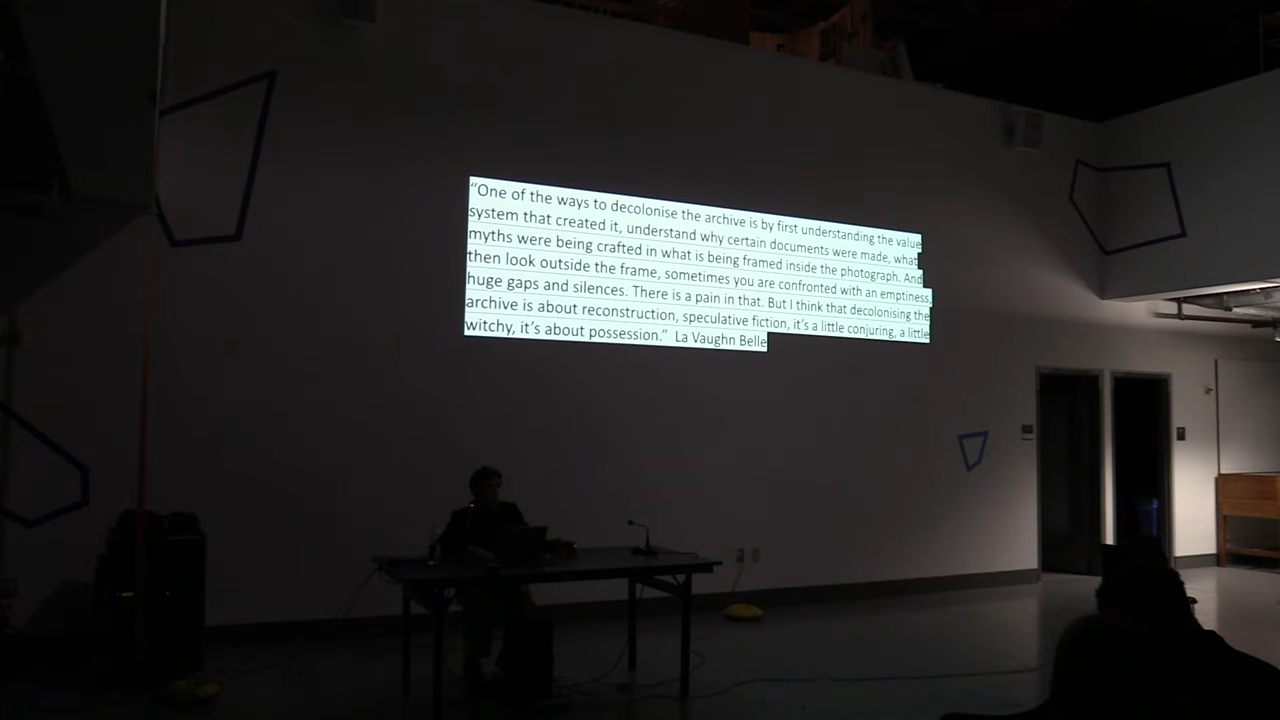 “One of the ways to decolonise the archive is by first understanding the value
system that created it, understand why certain documents were made, what
myths were being crafted in what is being framed inside the photograph. And
then look outside the frame, sometimes you are confronted with an emptiness,
huge gaps and silences. There is a pain in that. But I think that decolonising the
archive is about reconstruction, speculative fiction, it’s a little conjuring, a little
witchy, it’s about possession.” La Vaughn Belle